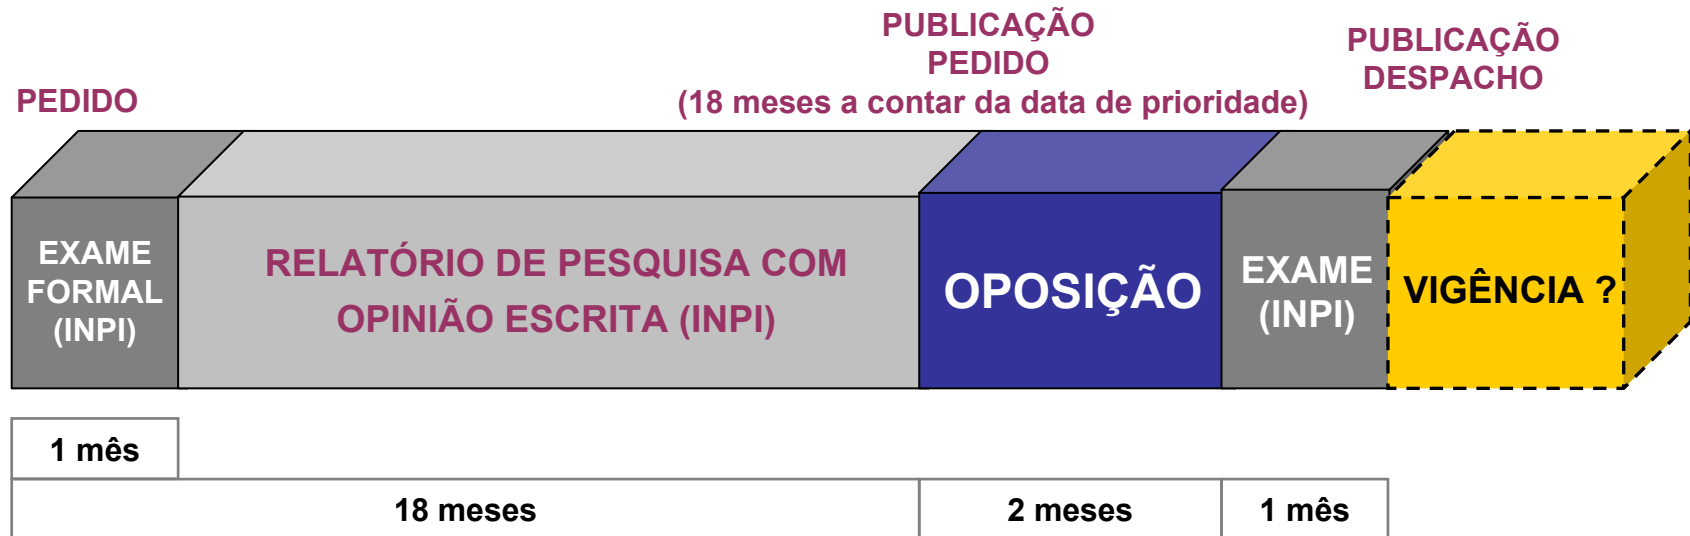 PEDIDO
PUBLICAÇÃO
PEDIDO
(18 meses a contar da data de prioridade)
PUBLICAÇÃO
DESPACHO
EXAME
FORMAL
(INPI)
RELATÓRIO DE PESQUISA COM
OPINIÃO ESCRITA (INPI)
OPOSIÇÃO
EXAME
(INPI)
VIGÊNCIA ?
1 mês
18 meses
2 meses
1 mês